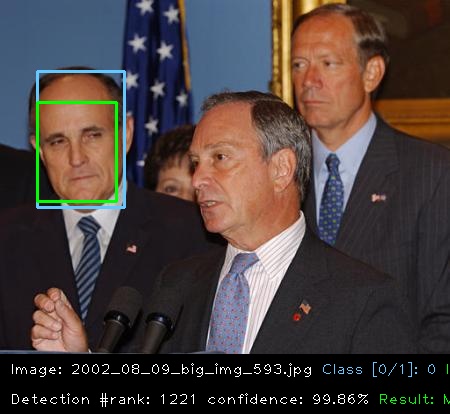 Image: 2002_08_09_big_img_593.jpg Class [0/1]: 0
Detection #rank: 1221 confidence: 99.86% Result: